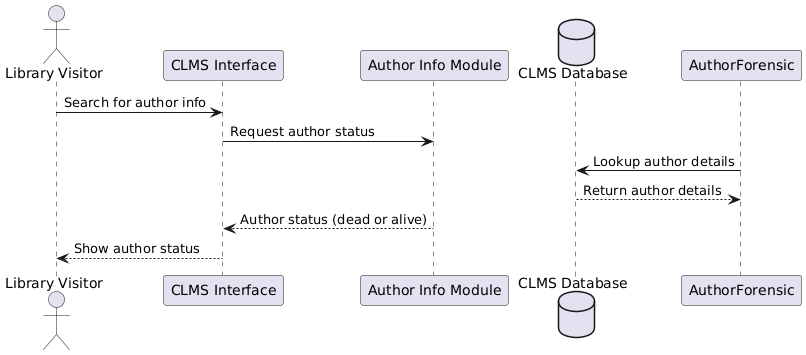 Library Visitor
CLMS Interface
Author Info Module
CLMS Database
AuthorForensic
Search for author info
Request author status
Lookup author details
Return author details
Author status (dead or alive)
Show author status
Library Visitor
CLMS Interface
Author Info Module
CLMS Database
AuthorForensic